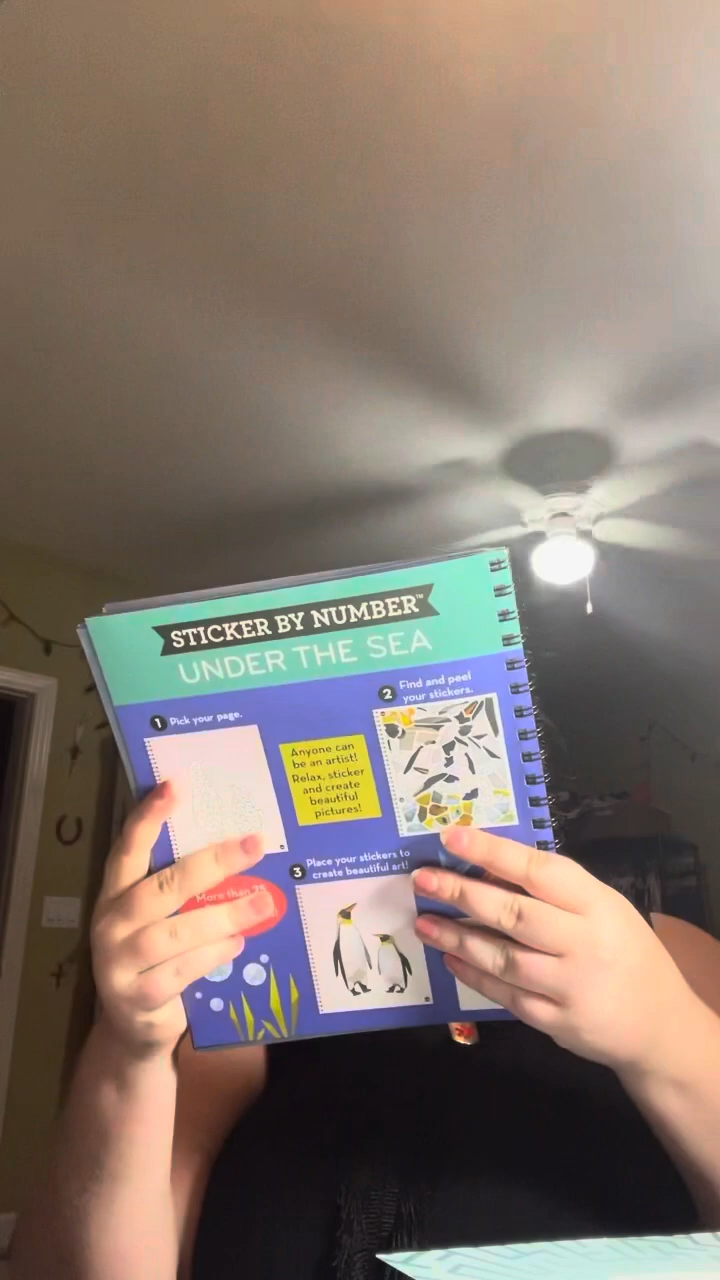 STICKER BY NUMBER™
UNDER THE SEA
1 Pick your page.
2 Find and peel
your stickers.
Anyone can
be an artist!
Relax, sticker
and create
beautiful
pictures!
3 Place your stickers to
create beautiful art!
More than